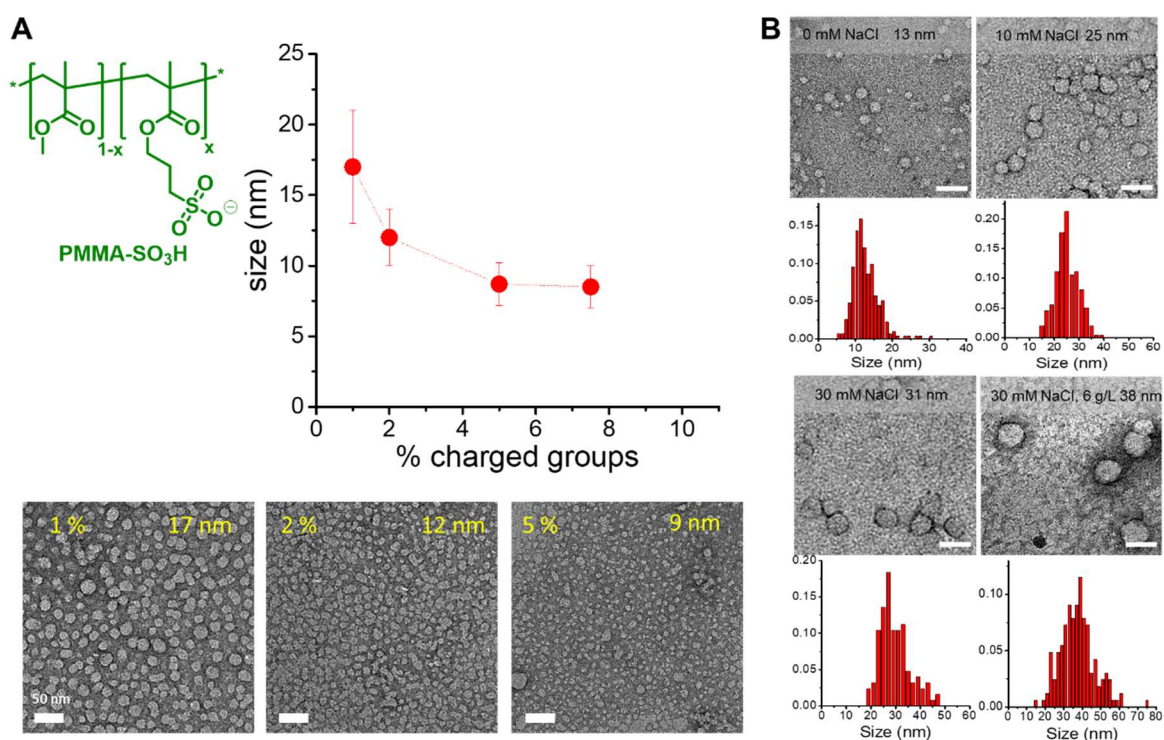 A
*
*
O
O
1-x
O
O
x
O
S
O
O
⊖
PMMA-SO3H
size (nm)
25
20
15
10
5
0
0 2 4 6 8 10
% charged groups
1 % 17 nm
50 nm
2 % 12 nm
5 % 9 nm
B
0 mM NaCl 13 nm
10 mM NaCl 25 nm
0.15
0.10
0.05
0.00
0 10 20 30 40
Size (nm)
0.20
0.15
0.10
0.05
0.00
0 10 20 30 40 50 60
Size (nm)
30 mM NaCl 31 nm
30 mM NaCl, 6 g/L 38 nm
0.20
0.15
0.10
0.05
0.00
0 10 20 30 40 50 60
Size (nm)
0.10
0.05
0.00
0 10 20 30 40 50 60 70 80
Size (nm)